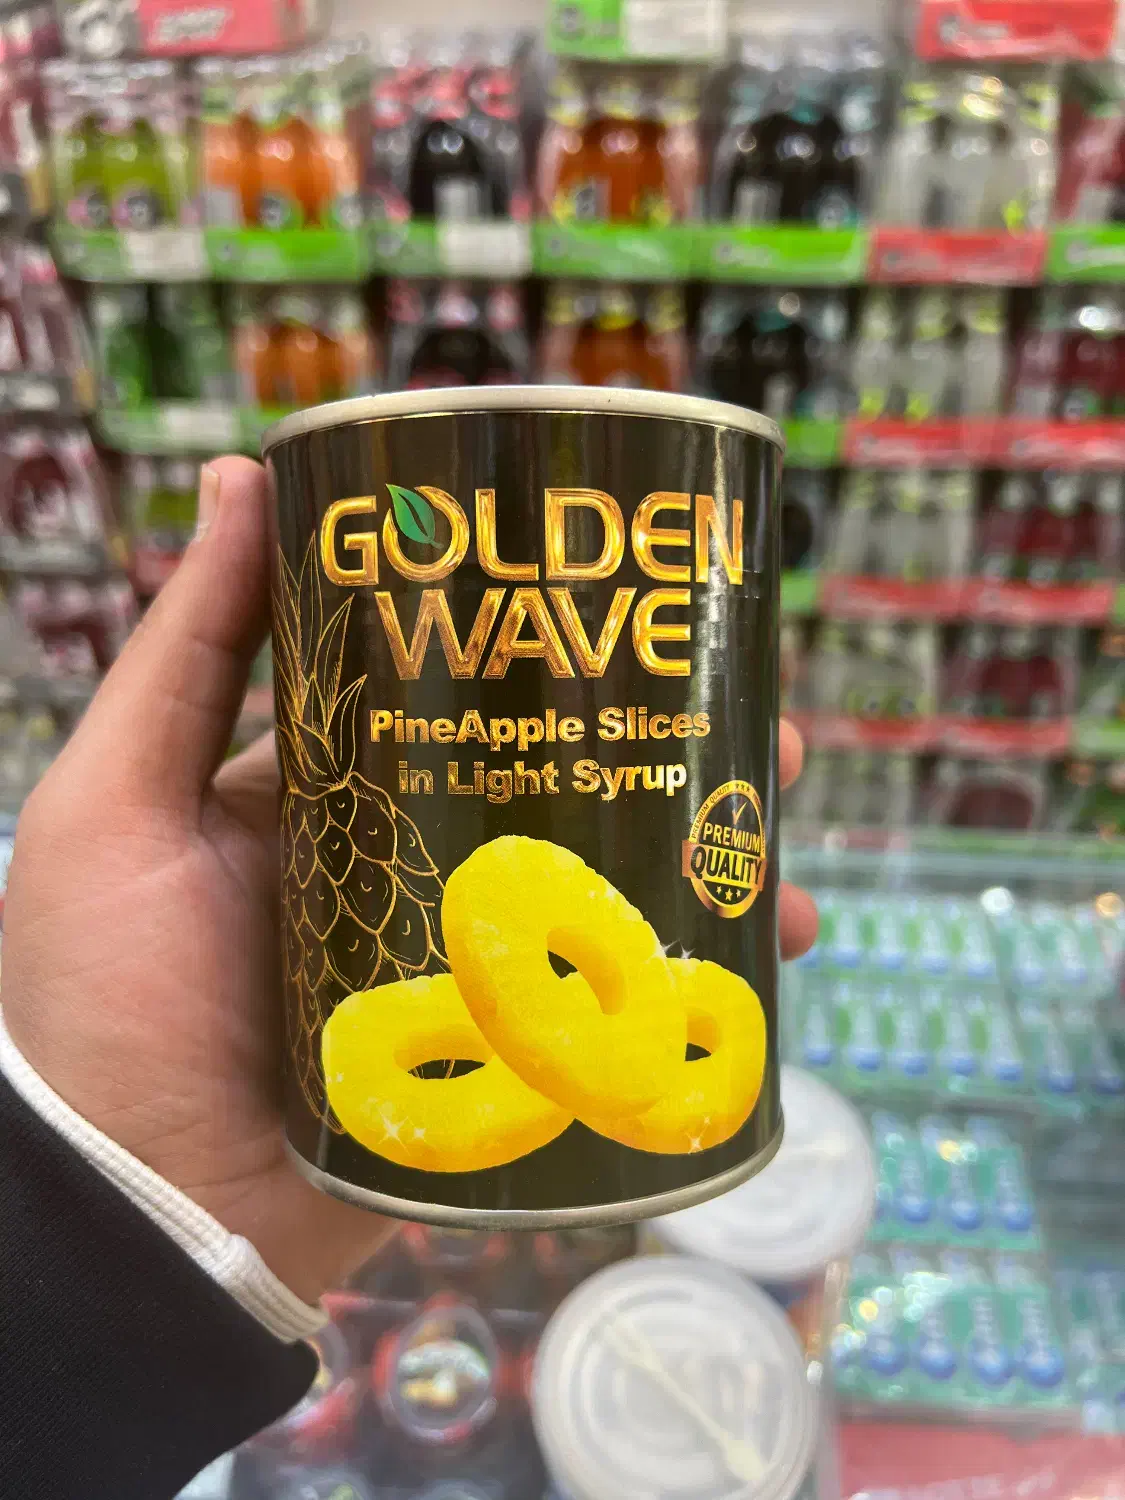 GOLDEN
WAVE
PineApple Slices
in Light Syrup
PREMIUM QUALITY
PREMIUM
QUALITY